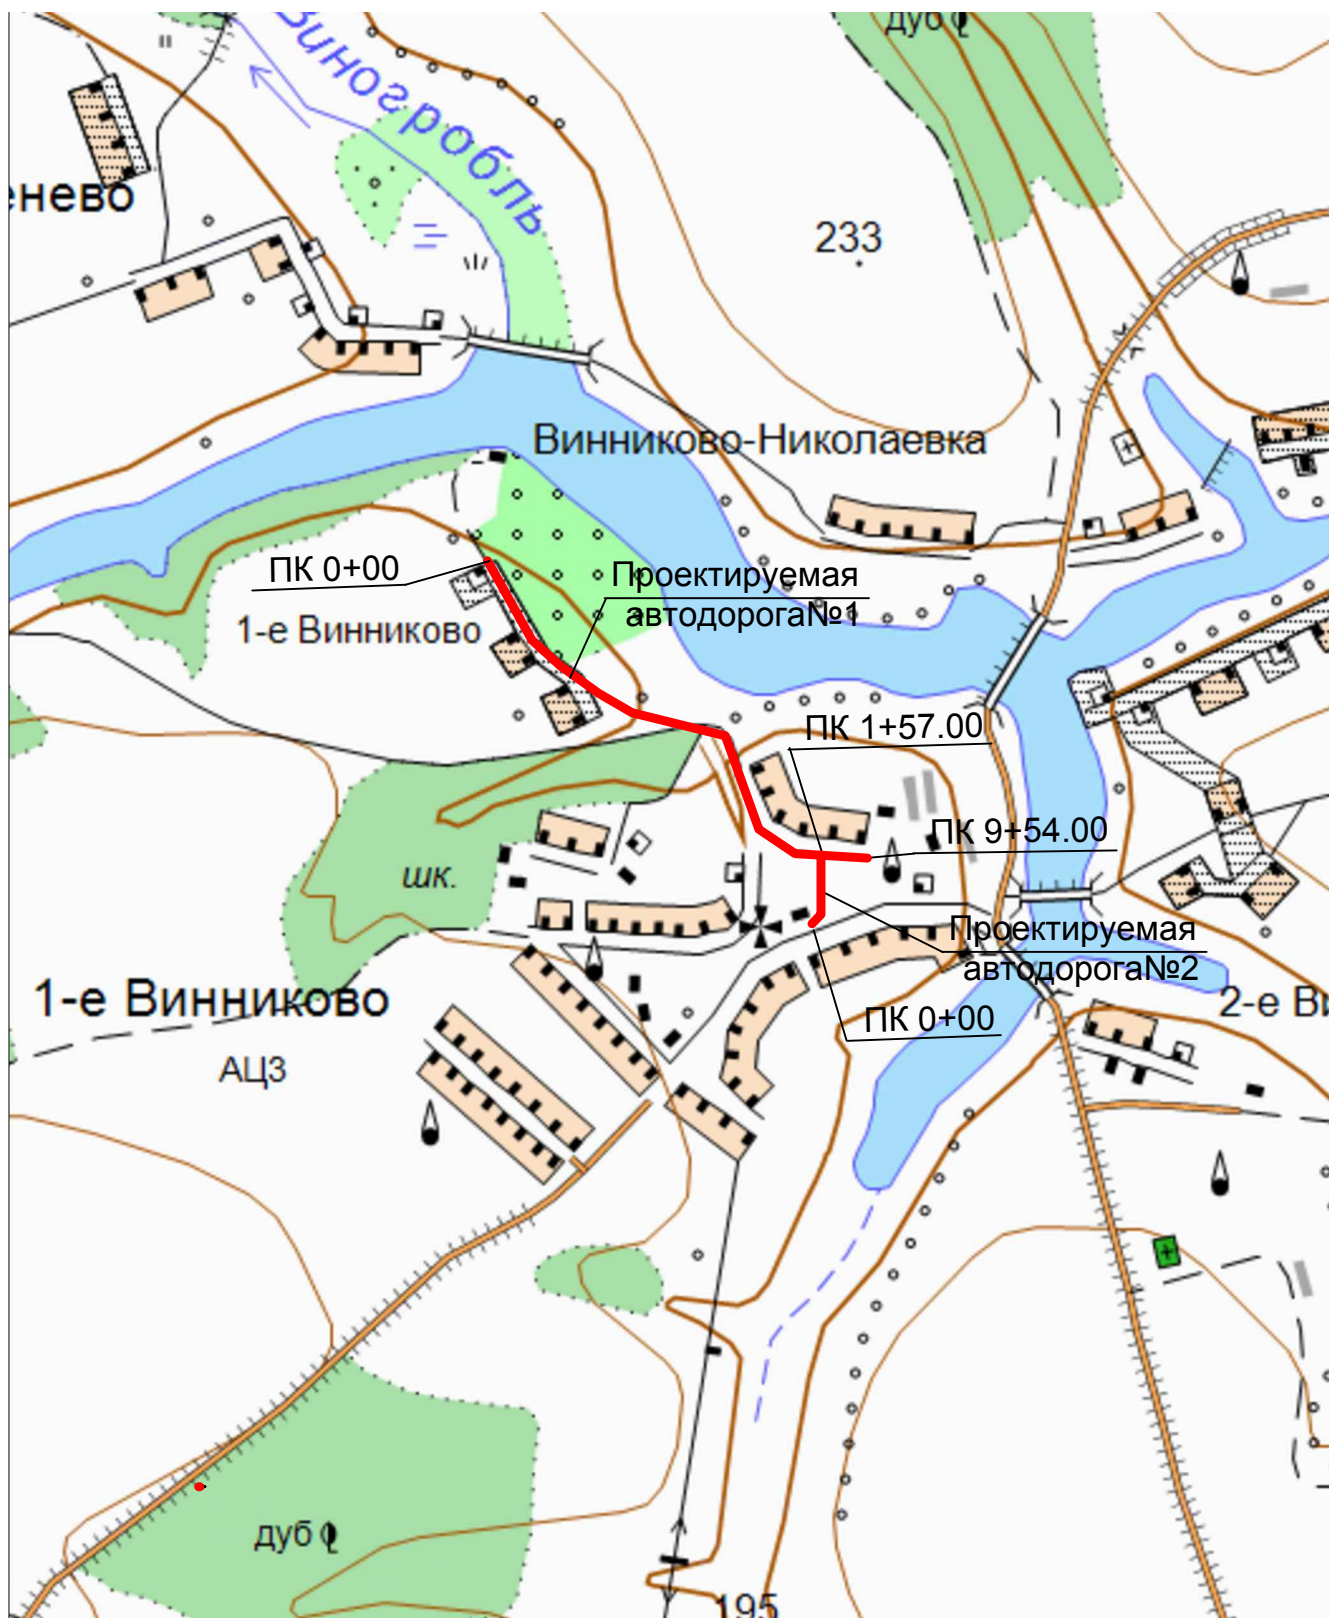 дуб
Виногробль
енево
233
Винниково-Николаевка
ПК 0+00
Проектируемая
автодорога№1
1-е Винниково
ПК 1+57.00
ПК 9+54.00
шк.
Проектируемая
автодорога№2
1-е Винниково
2-е Ви
ПК 0+00
АЦЗ
дуб
195